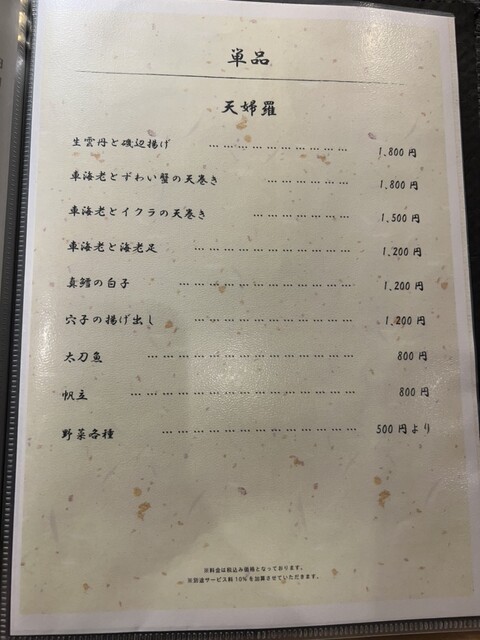 単品
天婦羅
生雲丹と磯辺揚げ ………………………… 1,800円
車海老とずわい蟹の天巻き ………………… 1,800円
車海老とイクラの天巻き ………………… 1,500円
車海老と海老足 ………………………… 1,200円
真鱈の白子 ………………………… 1,200円
穴子の揚げ出し ………………………… 1,200円
太刀魚 ………………………… 800円
帆立 ………………………… 800円
野菜各種 ………………………… 500円より
※料金は税込み価格となっております。
※別途サービス料10%を加算させていただきます。